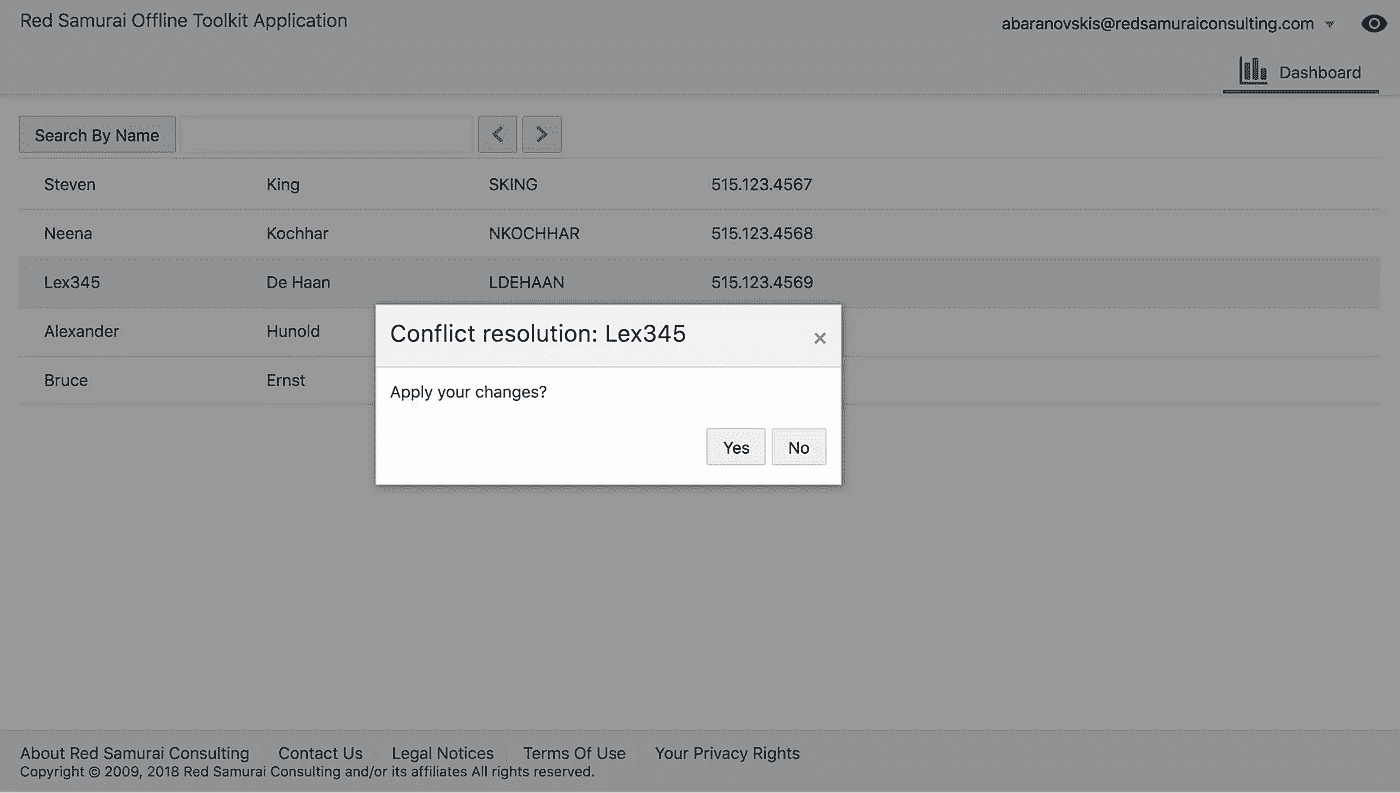 Red Samurai Offline Toolkit Application
abaranovskis@redsamuraiconsulting.com
Dashboard
Search By Name
Steven King SKING 515.123.4567
Neena Kochhar NKOCHHAR 515.123.4568
Lex345 De Haan LDEHAAN 515.123.4569
Alexander Hunold
Bruce Ernst
Conflict resolution: Lex345
Apply your changes?
Yes No
About Red Samurai Consulting Contact Us Legal Notices Terms Of Use Your Privacy Rights
Copyright © 2009, 2018 Red Samurai Consulting and/or its affiliates All rights reserved.